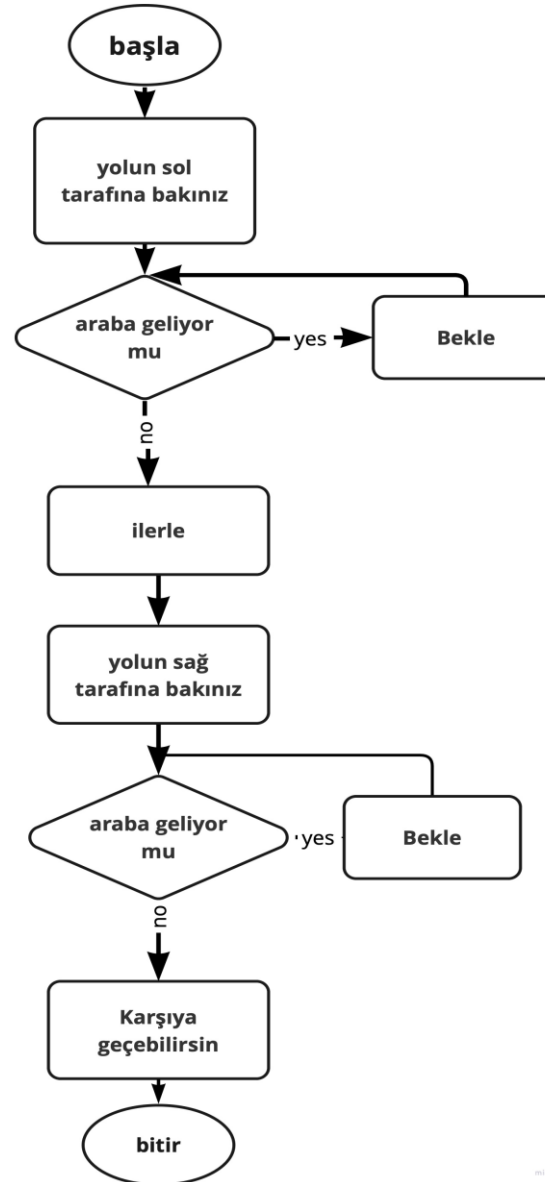 başla
yolun sol
tarafına bakınız
araba geliyor
mu
yes
Bekle
no
ilerle
yolun sağ
tarafına bakınız
araba geliyor
mu
yes
Bekle
no
Karşıya
geçebilirsin
bitir